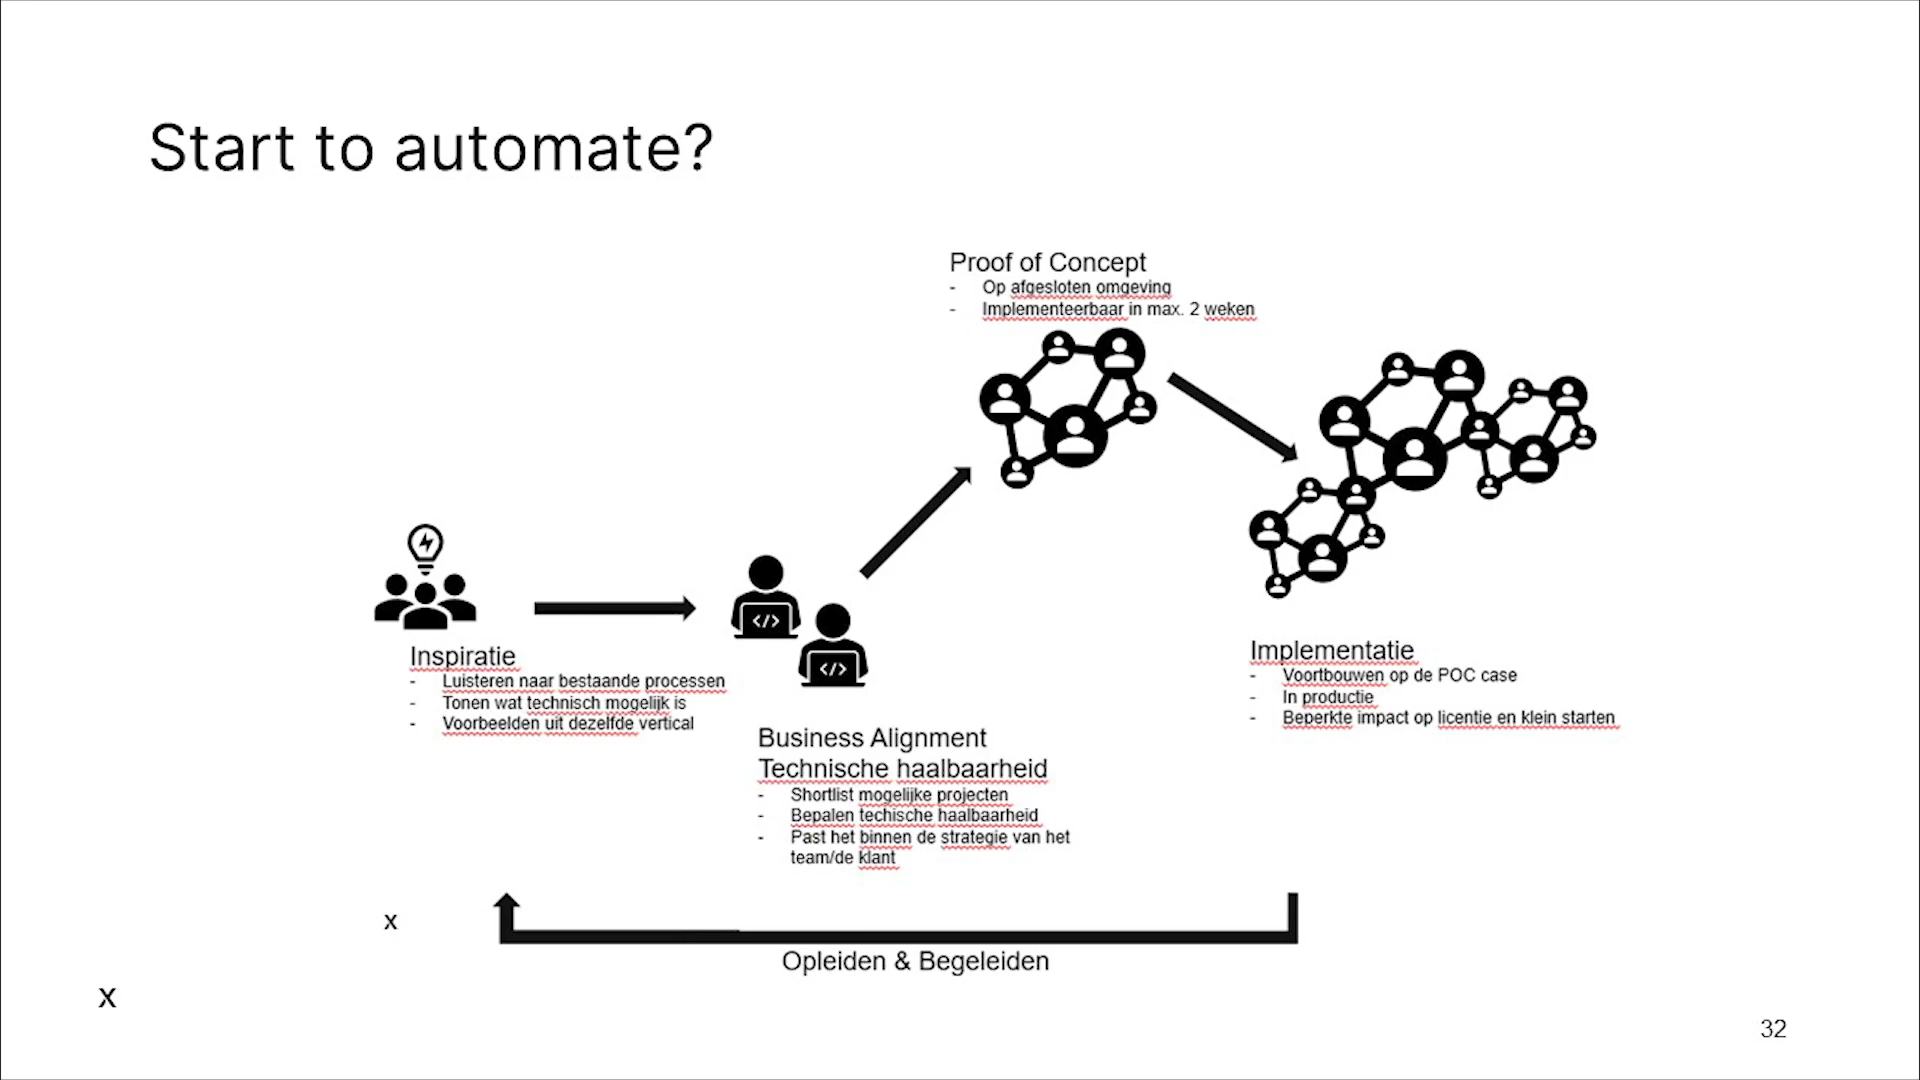 Start to automate?
Proof of Concept
- Op afgesloten omgeving
- Implementeerbaar in max. 2 weken
</>
</>
Inspiratie
- Luisteren naar bestaande processen
- Tonen wat technisch mogelijk is
- Voorbeelden uit dezelfde vertical
Business Alignment
Technische haalbaarheid
- Shortlist mogelijke projecten
- Bepalen techische haalbaarheid
- Past het binnen de strategie van het
team/de klant
Implementatie
- Voortbouwen op de POC case
- In productie
- Beperkte impact op licentie en klein starten
x
Opleiden & Begeleiden
x
32